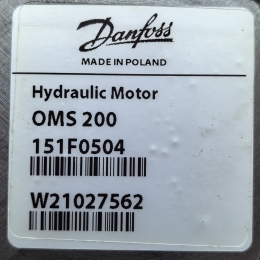 Danfoss
MADE IN POLAND
Hydraulic Motor
OMS 200
151F0504
W21027562